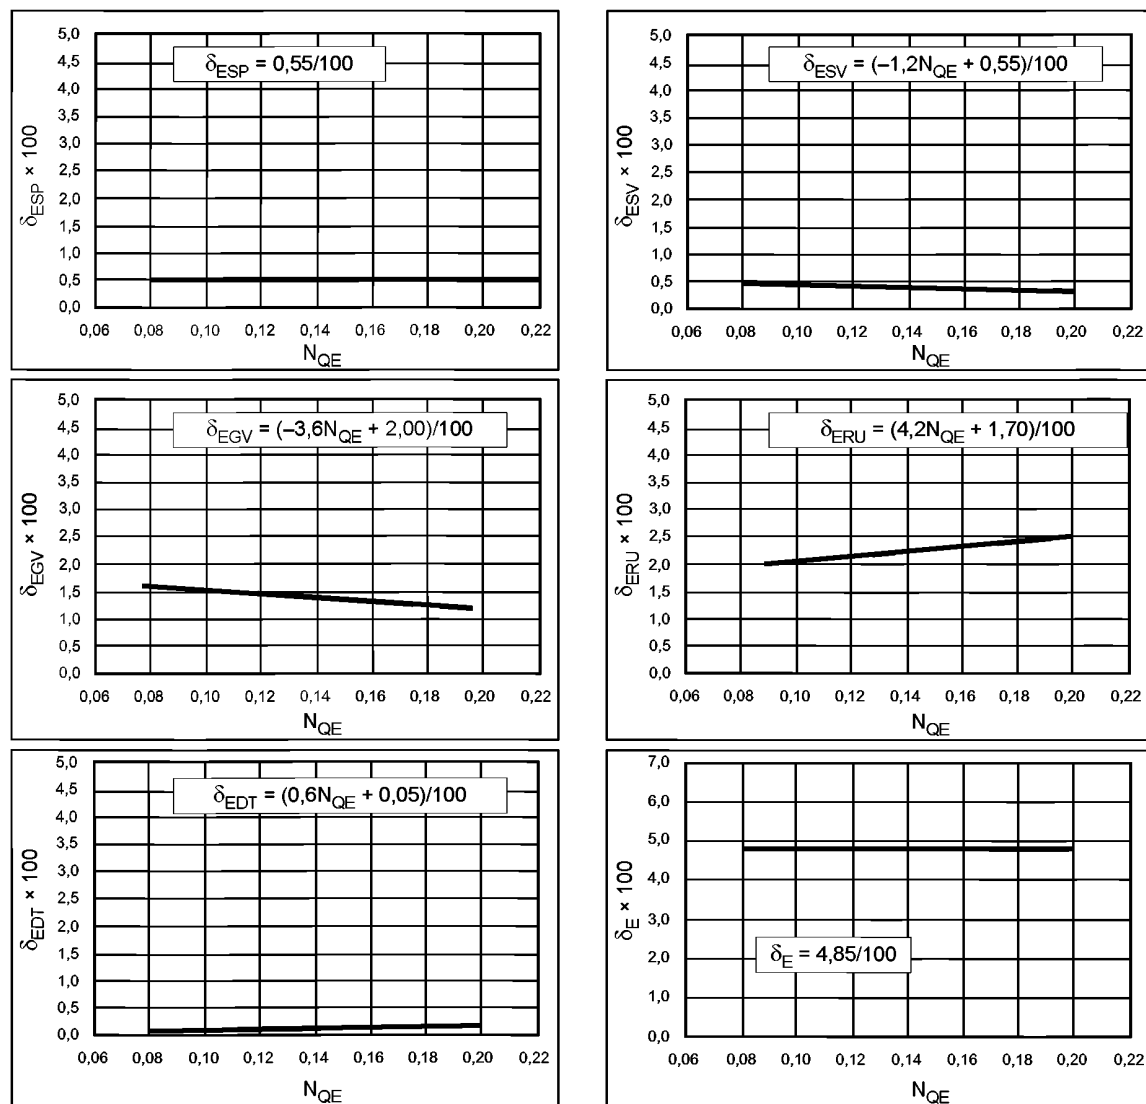 δESP × 100
5,0
4,5
4,0
3,5
3,0
2,5
2,0
1,5
1,0
0,5
0,0
δESP = 0,55/100
0,06 0,08 0,10 0,12 0,14 0,16 0,18 0,20 0,22
NQE
δESV × 100
5,0
4,5
4,0
3,5
3,0
2,5
2,0
1,5
1,0
0,5
0,0
δESV = (–1,2NQE + 0,55)/100
0,06 0,08 0,10 0,12 0,14 0,16 0,18 0,20 0,22
NQE
δEGV × 100
5,0
4,5
4,0
3,5
3,0
2,5
2,0
1,5
1,0
0,5
0,0
δEGV = (–3,6NQE + 2,00)/100
0,06 0,08 0,10 0,12 0,14 0,16 0,18 0,20 0,22
NQE
δERU × 100
5,0
4,5
4,0
3,5
3,0
2,5
2,0
1,5
1,0
0,5
0,0
δERU = (4,2NQE + 1,70)/100
0,06 0,08 0,10 0,12 0,14 0,16 0,18 0,20 0,22
NQE
δEDT × 100
5,0
4,5
4,0
3,5
3,0
2,5
2,0
1,5
1,0
0,5
0,0
δEDT = (0,6NQE + 0,05)/100
0,06 0,08 0,10 0,12 0,14 0,16 0,18 0,20 0,22
NQE
δE × 100
7,0
6,0
5,0
4,0
3,0
2,0
1,0
0,0
δE = 4,85/100
0,06 0,08 0,10 0,12 0,14 0,16 0,18 0,20 0,22
NQE